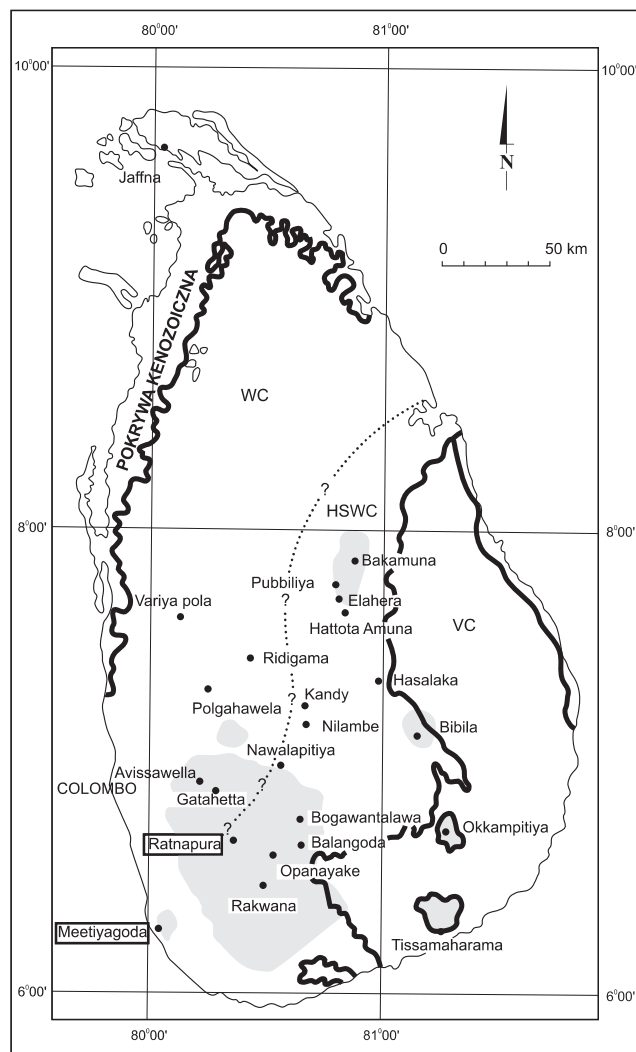 80°00'
81°00'
10°00'
10°00'
N
Jaffna
0
50 km
POKRYWA KENOZOICZNA
WC
?
HSWC
8°00'
8°00'
Bakamuna
Pubbiliya
Elahera
?
Variya pola
Hattota Amuna
VC
Ridigama
Hasalaka
?
Kandy
Polgahawela
Nilambe
Bibila
Nawalapitiya
Avissawella
?
COLOMBO
Gatahetta
Bogawantalawa
?
Okkampitiya
Ratnapura
Balangoda
Opanayake
Rakwana
Meetiyagoda
Tissamaharama
6°00'
6°00'
80°00'
81°00'